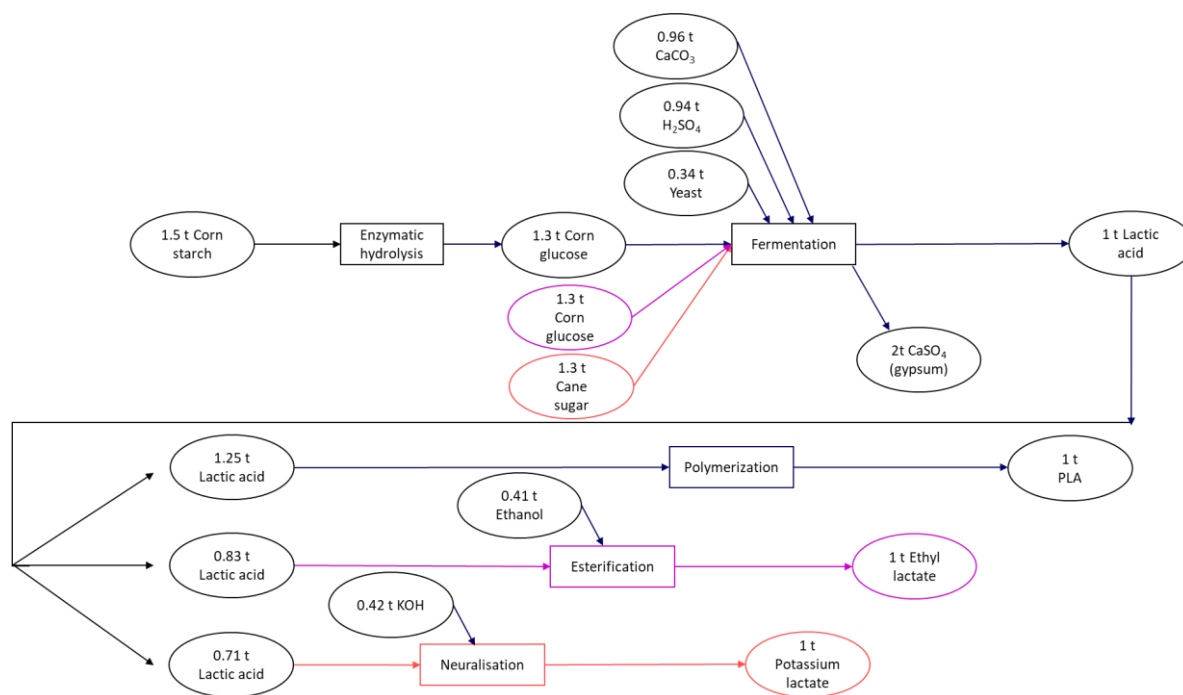 0.96 t
CaCO₃
0.94 t
H₂SO₄
0.34 t
Yeast
1.5 t Corn
starch
Enzymatic
hydrolysis
1.3 t Corn
glucose
Fermentation
1 t Lactic
acid
1.3 t
Corn
glucose
2t CaSO₄
(gypsum)
1.3 t
Cane
sugar
1.25 t
Lactic acid
Polymerization
1 t
PLA
0.41 t
Ethanol
0.83 t
Lactic acid
Esterification
1 t Ethyl
lactate
0.42 t KOH
0.71 t
Lactic acid
Neuralisation
1 t
Potassium
lactate